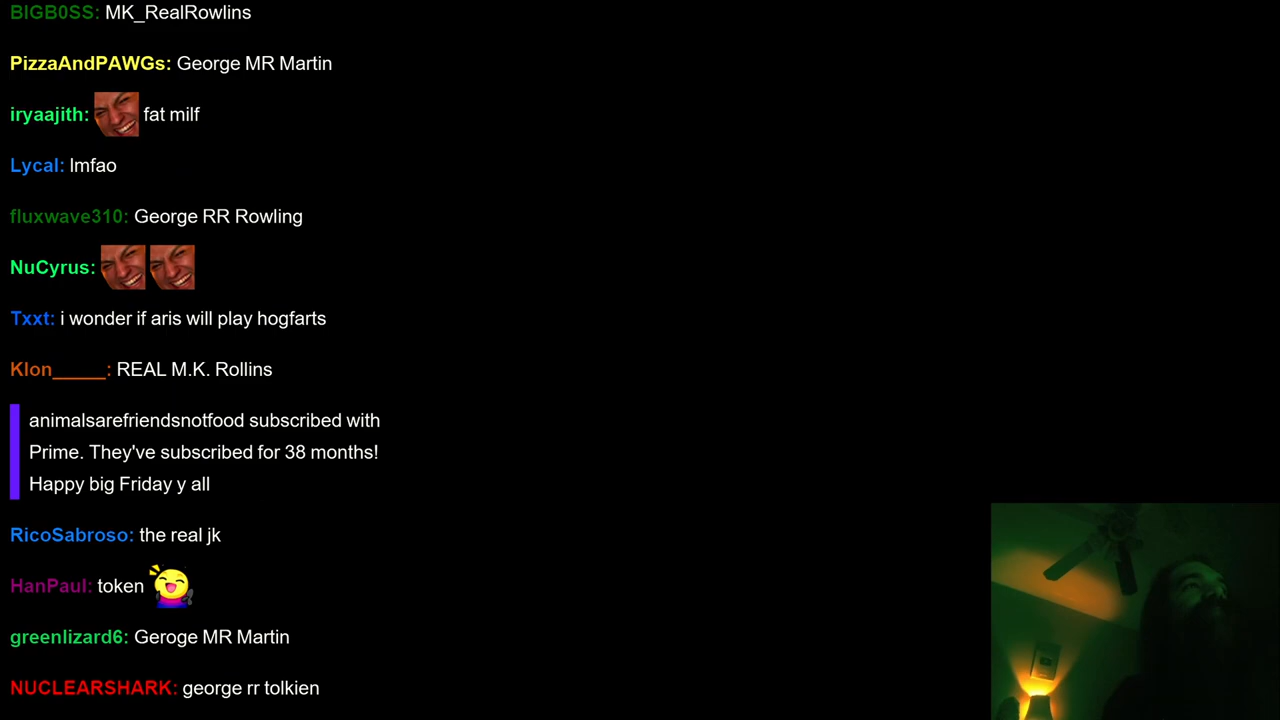 BIGB0SS: MK_RealRowlins
PizzaAndPAWGs: George MR Martin
iryaajith: fat milf
Lycal: lmfao
fluxwave310: George RR Rowling
NuCyrus:
Txxt: i wonder if aris will play hogfarts
Klon_____: REAL M.K. Rollins
animalsarefriendsnotfood subscribed with
Prime. They've subscribed for 38 months!
Happy big Friday y all
RicoSabroso: the real jk
HanPaul: token
greenlizard6: Geroge MR Martin
NUCLEARSHARK: george rr tolkien